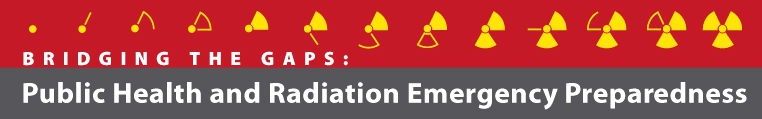 BRIDGING THE GAPS:
Public Health and Radiation Emergency Preparedness